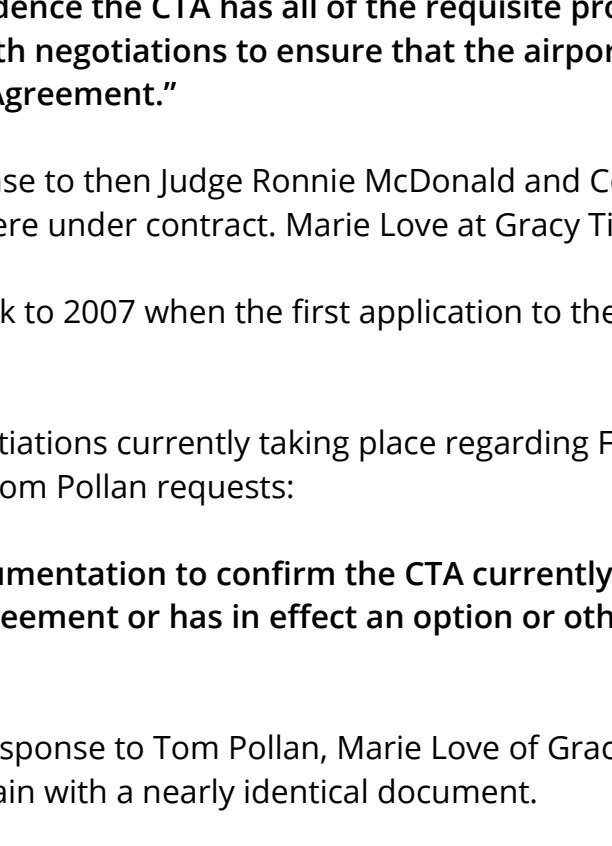 dence the CTA has all of the requisite pro
th negotiations to ensure that the airpor
Agreement.”
nse to then Judge Ronnie McDonald and Co
ere under contract. Marie Love at Gracy Ti
k to 2007 when the first application to the
tiations currently taking place regarding F
om Pollan requests:
umentation to confirm the CTA currently
reement or has in effect an option or oth
sponse to Tom Pollan, Marie Love of Grac
ain with a nearly identical document.